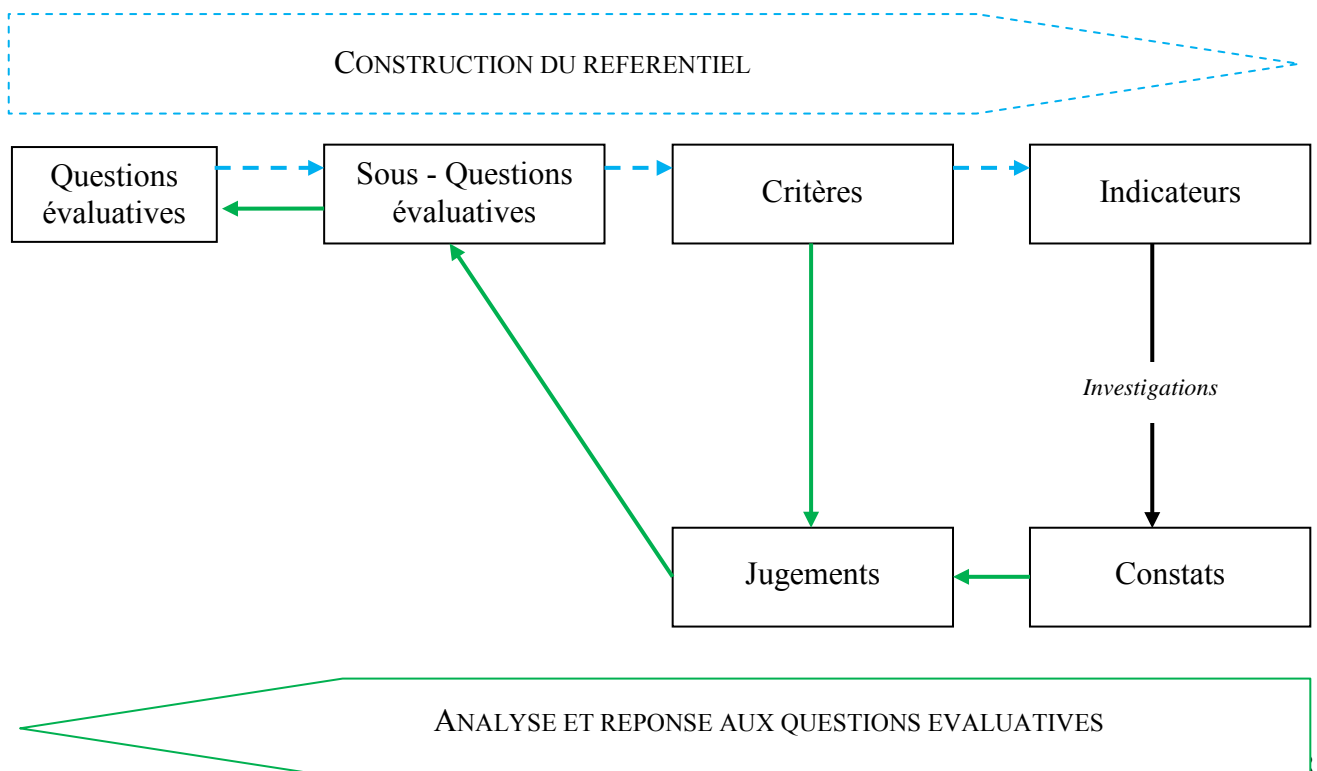 CONSTRUCTION DU REFERENTIEL
Questions
évaluatives
Sous - Questions
évaluatives
Critères
Indicateurs
Investigations
Jugements
Constats
ANALYSE ET REPONSE AUX QUESTIONS EVALUATIVES